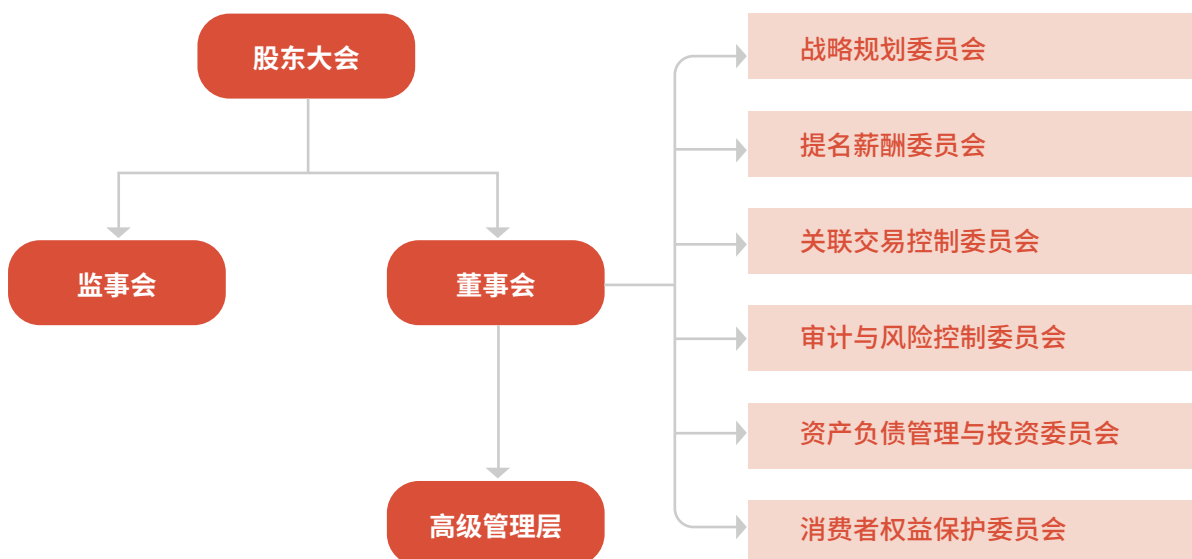 股东大会
监事会
董事会
高级管理层
战略规划委员会
提名薪酬委员会
关联交易控制委员会
审计与风险控制委员会
资产负债管理与投资委员会
消费者权益保护委员会